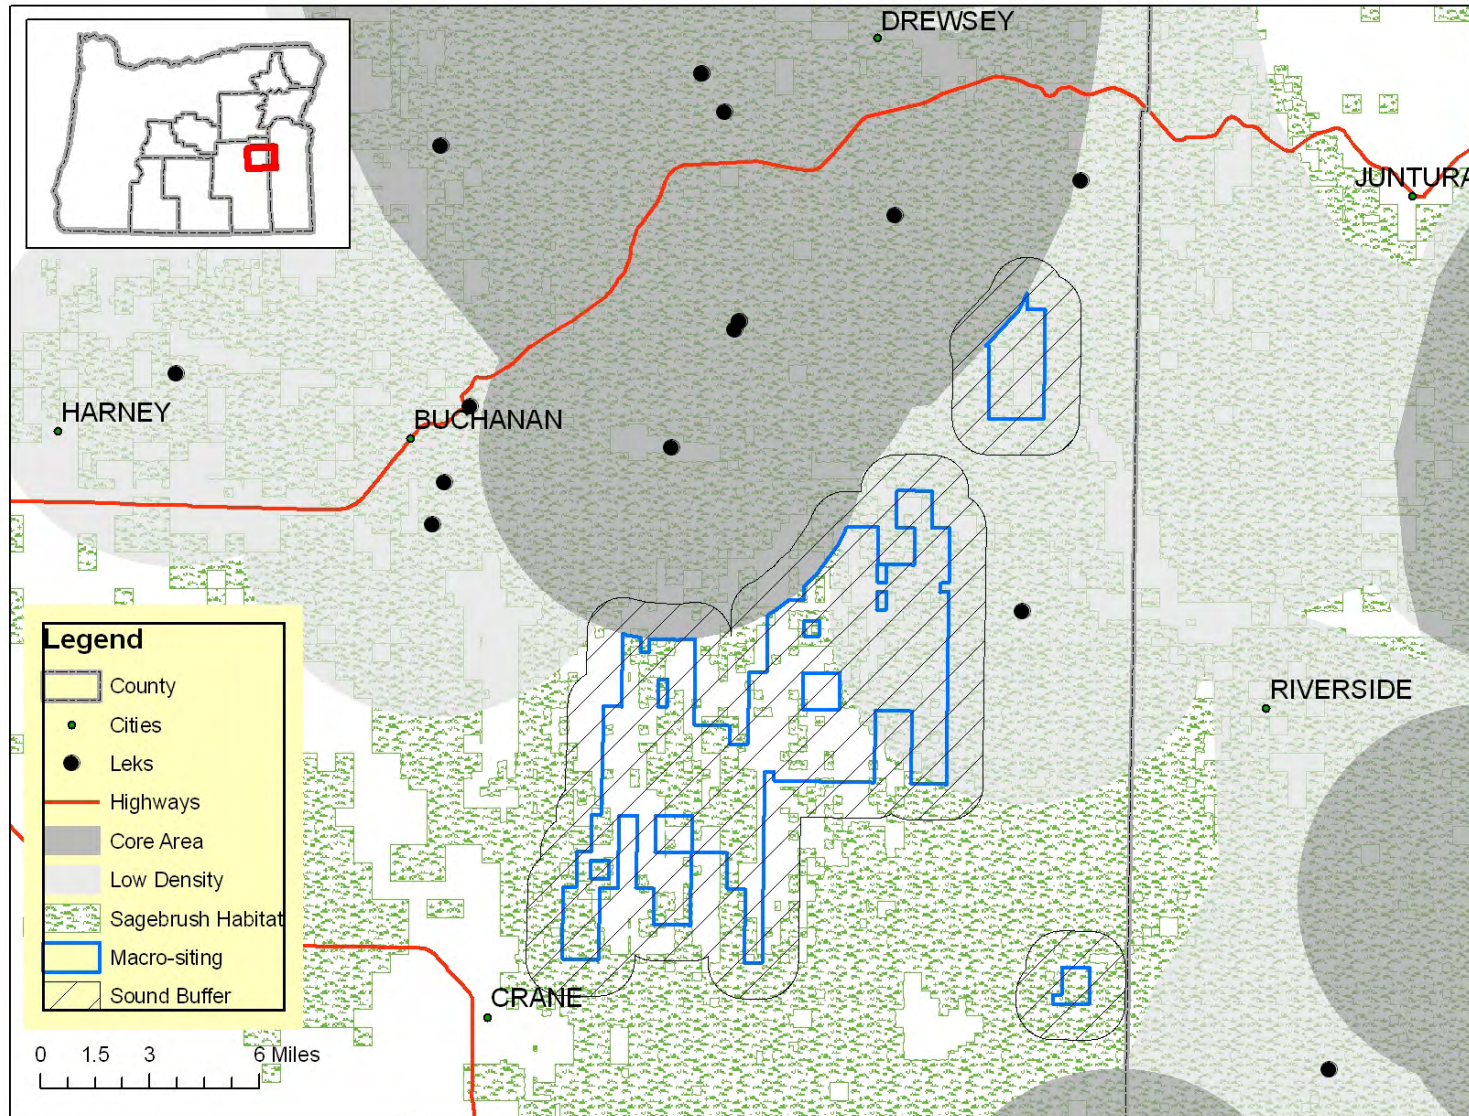 DREWSEY
JUNTURA
HARNEY
BUCHANAN
RIVERSIDE
CRANE
Legend
County
Cities
Leks
Highways
Core Area
Low Density
Sagebrush Habitat
Macro-siting
Sound Buffer
0 1.5 3 6 Miles